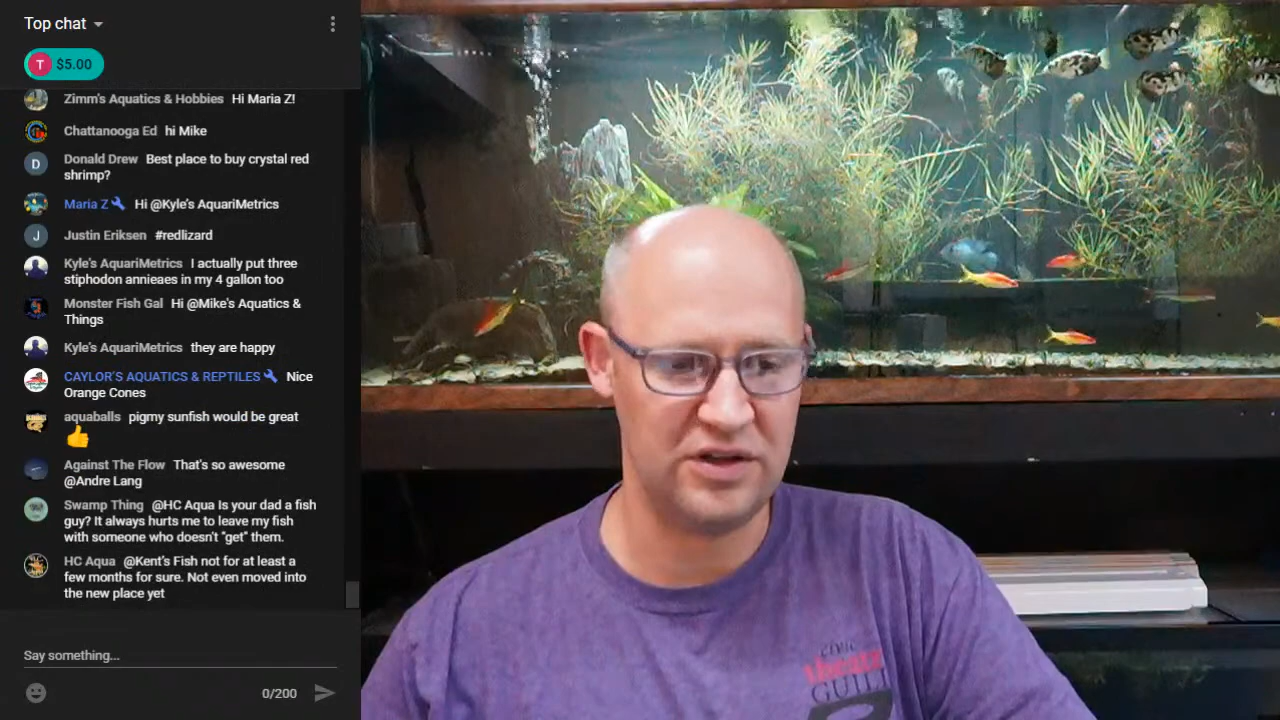 Top chat
T $5.00
Zimm's Aquatics & Hobbies Hi Maria Z!
Chattanooga Ed hi Mike
D Donald Drew Best place to buy crystal red
shrimp?
Maria Z Hi @Kyle's AquariMetrics
J Justin Eriksen #redlizard
Kyle's AquariMetrics I actually put three
stiphodon annieaes in my 4 gallon too
Monster Fish Gal Hi @Mike's Aquatics &
Things
Kyle's AquariMetrics they are happy
CAYLOR'S AQUATICS & REPTILES Nice
Orange Cones
aquaballs pigmy sunfish would be great
👍
Against The Flow That's so awesome
@Andre Lang
Swamp Thing @HC Aqua Is your dad a fish
guy? It always hurts me to leave my fish
with someone who doesn't "get" them.
HC Aqua @Kent's Fish not for at least a
few months for sure. Not even moved into
the new place yet
Say something...
0/200
civic
theatre
GUILD